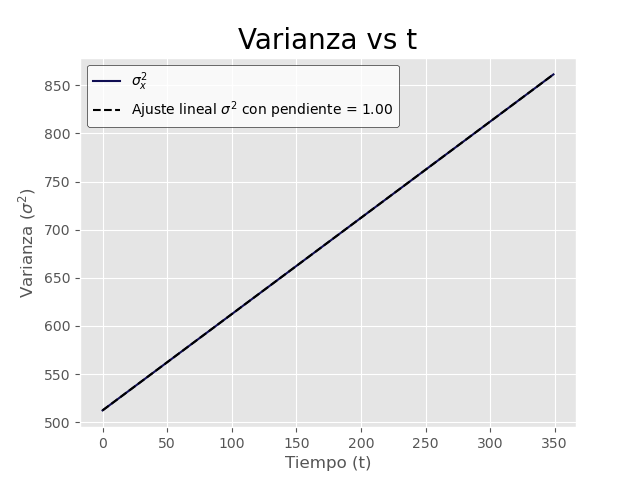 Varianza vs t
σ²ₓ
Ajuste lineal σ² con pendiente = 1.00
Varianza (σ²)
850
800
750
700
650
600
550
500
0 50 100 150 200 250 300 350
Tiempo (t)